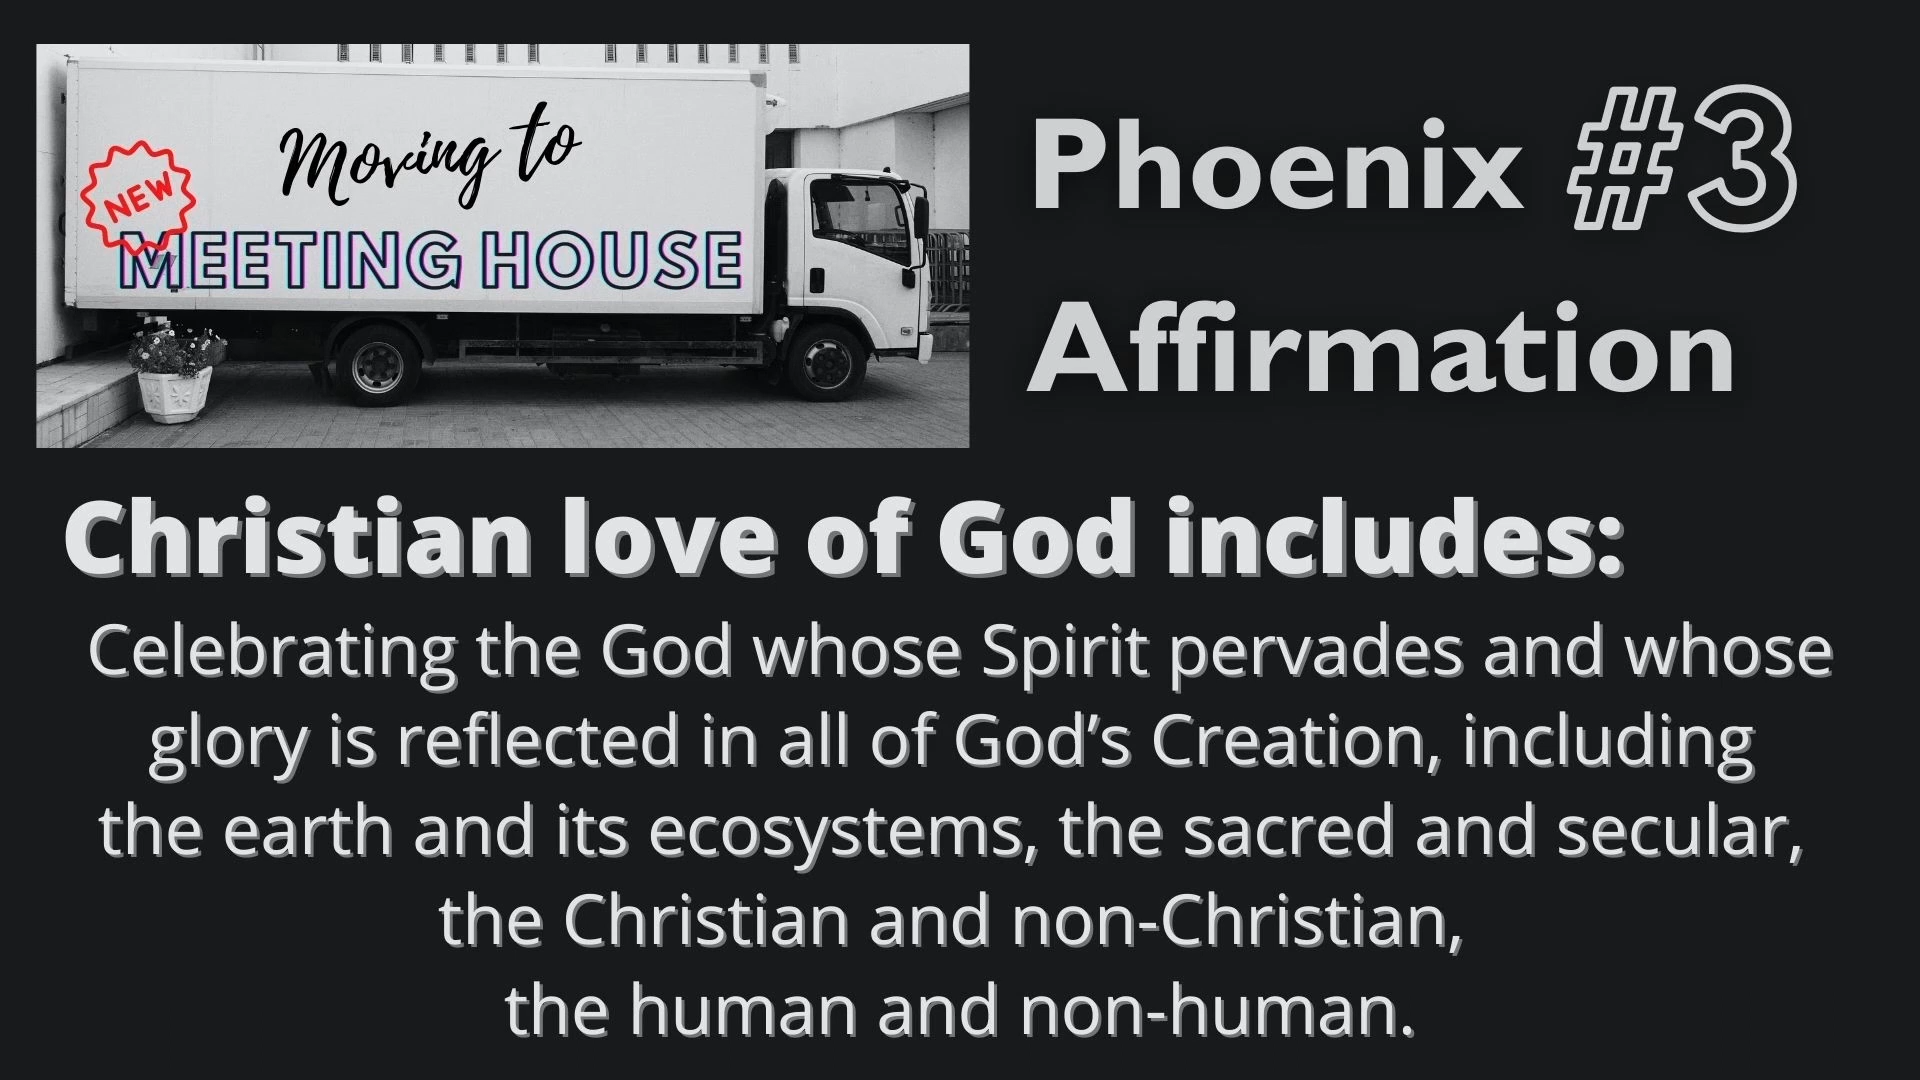 Moving to
NEW
MEETING HOUSE
Phoenix #3
Affirmation
Christian love of God includes:
Celebrating the God whose Spirit pervades and whose
glory is reflected in all of God’s Creation, including
the earth and its ecosystems, the sacred and secular,
the Christian and non-Christian,
the human and non-human.